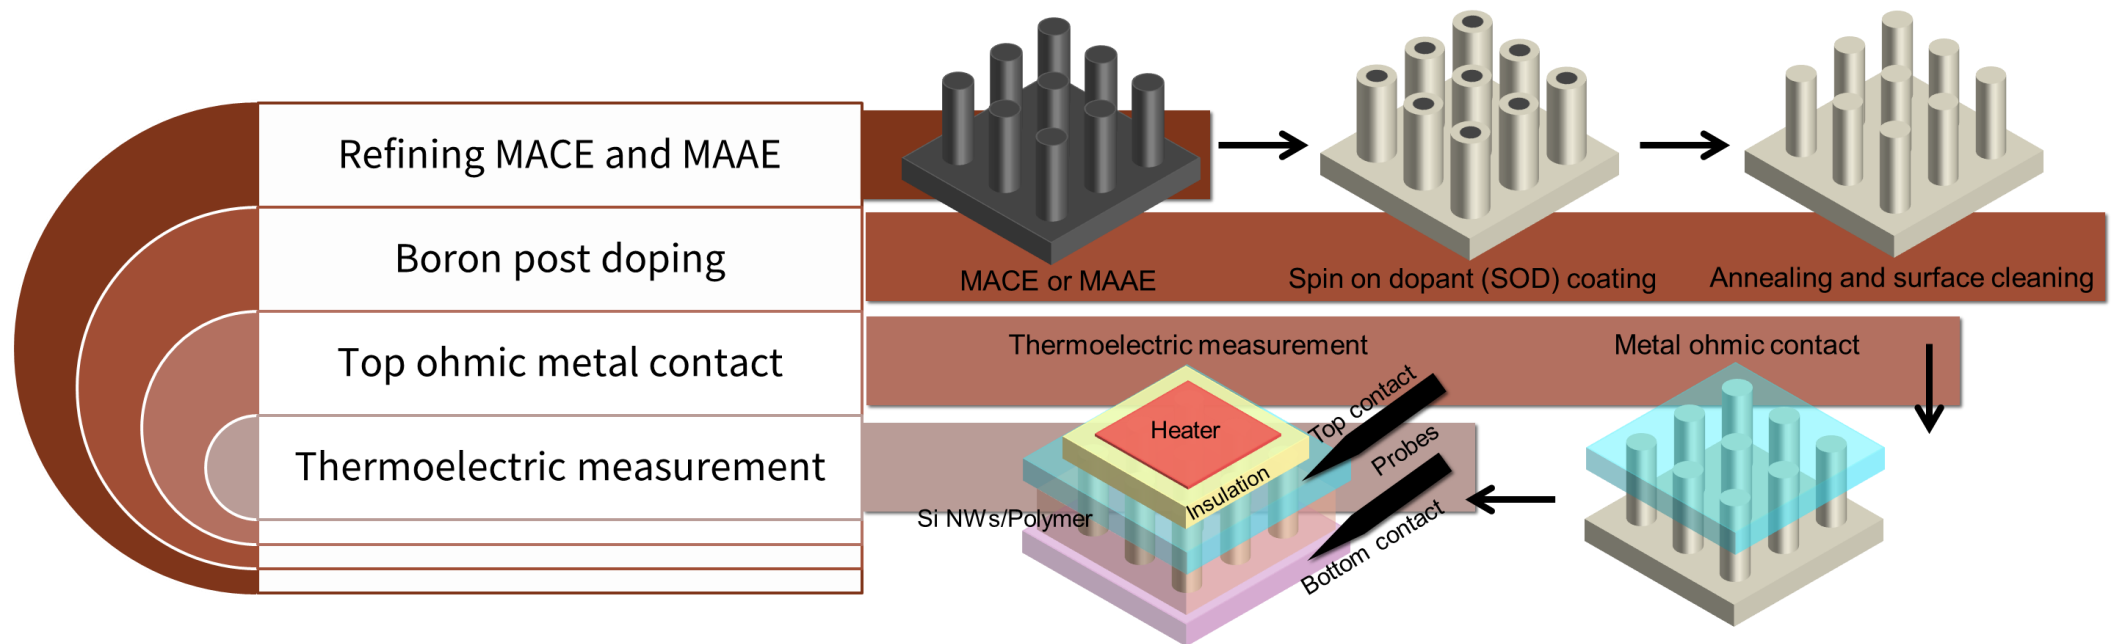 Refining MACE and MAAE
Boron post doping
Top ohmic metal contact
Thermoelectric measurement
MACE or MAAE
Spin on dopant (SOD) coating
Annealing and surface cleaning
Thermoelectric measurement
Metal ohmic contact
Heater
Insulation
Top contact
Probes
Bottom contact
Si NWs/Polymer